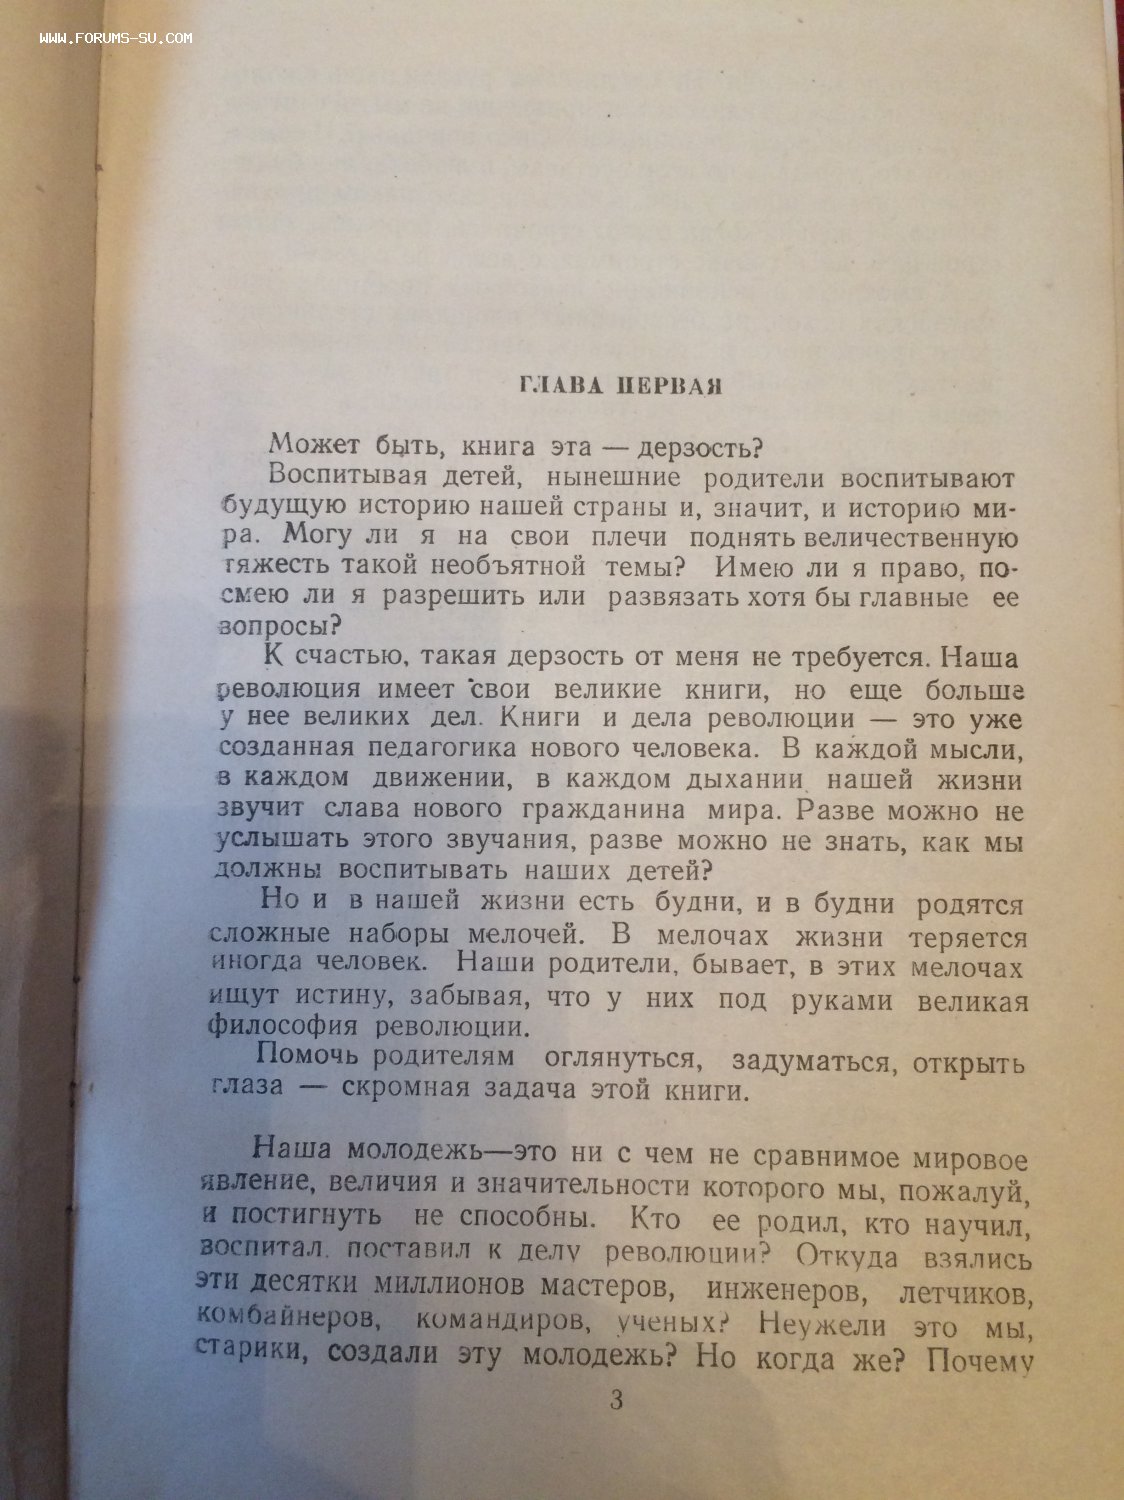 WWW.FORUMS-SU.COM
ГЛАВА ПЕРВАЯ
Может быть, книга эта — дерзость?
Воспитывая детей, нынешние родители воспитывают
будущую историю нашей страны и, значит, и историю ми-
ра. Могу ли я на свои плечи поднять величественную
тяжесть такой необъятной темы? Имею ли я право, по-
смею ли я разрешить или развязать хотя бы главные ее
вопросы?
К счастью, такая дерзость от меня не требуется. Наша
революция имеет свои великие книги, но еще больше
у нее великих дел. Книги и дела революции — это уже
созданная педагогика нового человека. В каждой мысли,
в каждом движении, в каждом дыхании нашей жизни
звучит слава нового гражданина мира. Разве можно не
услышать этого звучания, разве можно не знать, как мы
должны воспитывать наших детей?
Но и в нашей жизни есть будни, и в будни родятся
сложные наборы мелочей. В мелочах жизни теряется
иногда человек. Наши родители, бывает, в этих мелочах
ищут истину, забывая, что у них под руками великая
философия революции.
Помочь родителям оглянуться, задуматься, открыть
глаза — скромная задача этой книги.
Наша молодежь—это ни с чем не сравнимое мировое
явление, величия и значительности которого мы, пожалуй,
и постигнуть не способны. Кто ее родил, кто научил,
воспитал, поставил к делу революции? Откуда взялись
эти десятки миллионов мастеров, инженеров, летчиков,
комбайнеров, командиров, ученых? Неужели это мы,
старики, создали эту молодежь? Но когда же? Почему
3